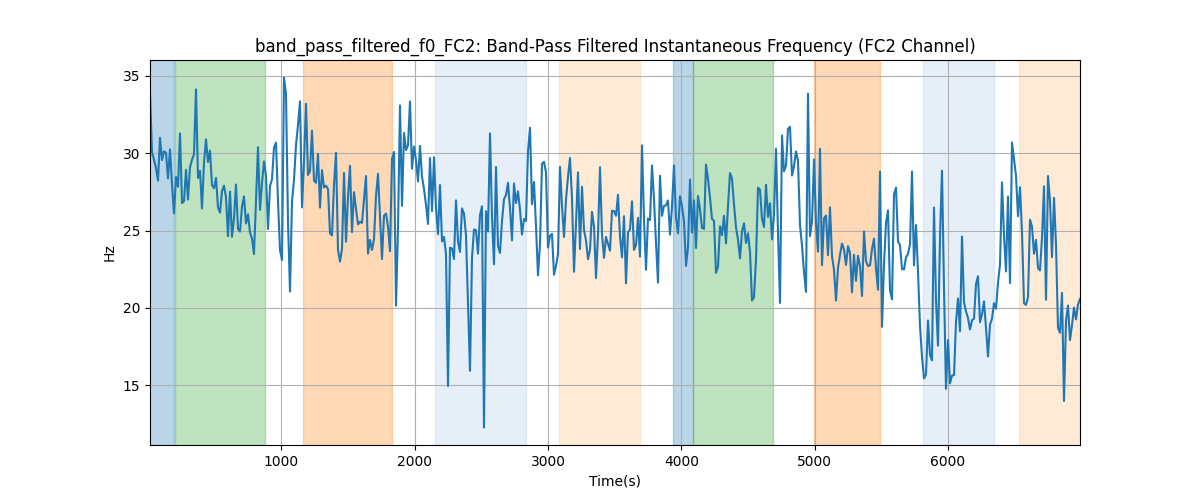 band_pass_filtered_f0_FC2: Band-Pass Filtered Instantaneous Frequency (FC2 Channel)
35
30
25
20
15
Hz
1000 2000 3000 4000 5000 6000
Time(s)